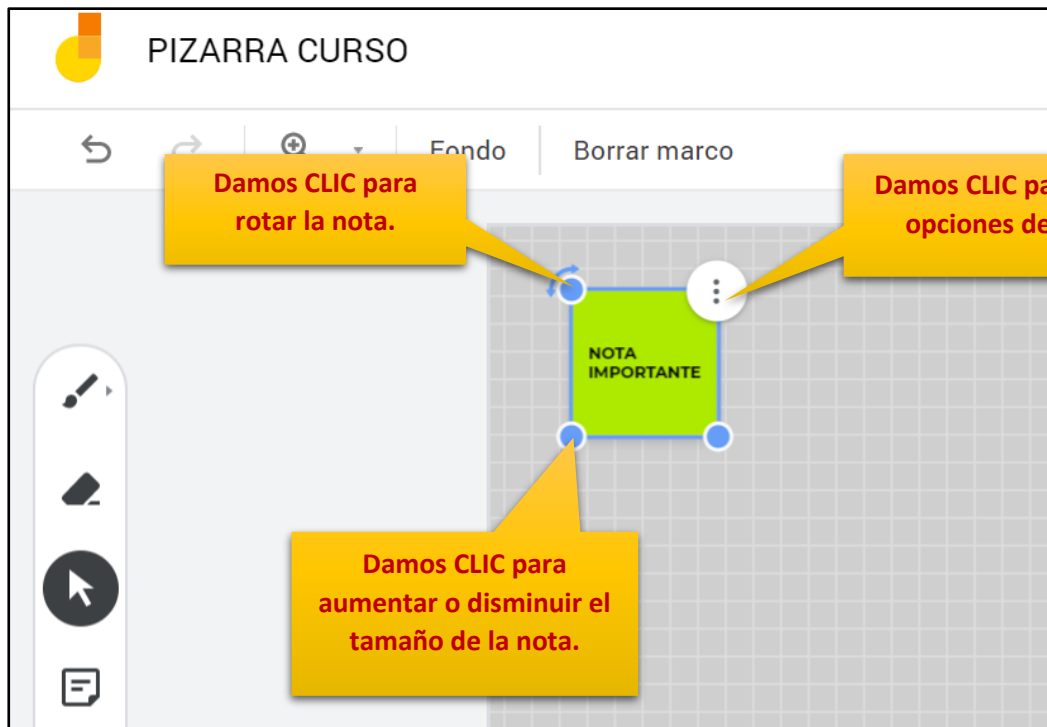 PIZARRA CURSO
Fondo
Borrar marco
Damos CLIC para
rotar la nota.
Damos CLIC pa
opciones de
NOTA
IMPORTANTE
Damos CLIC para
aumentar o disminuir el
tamaño de la nota.